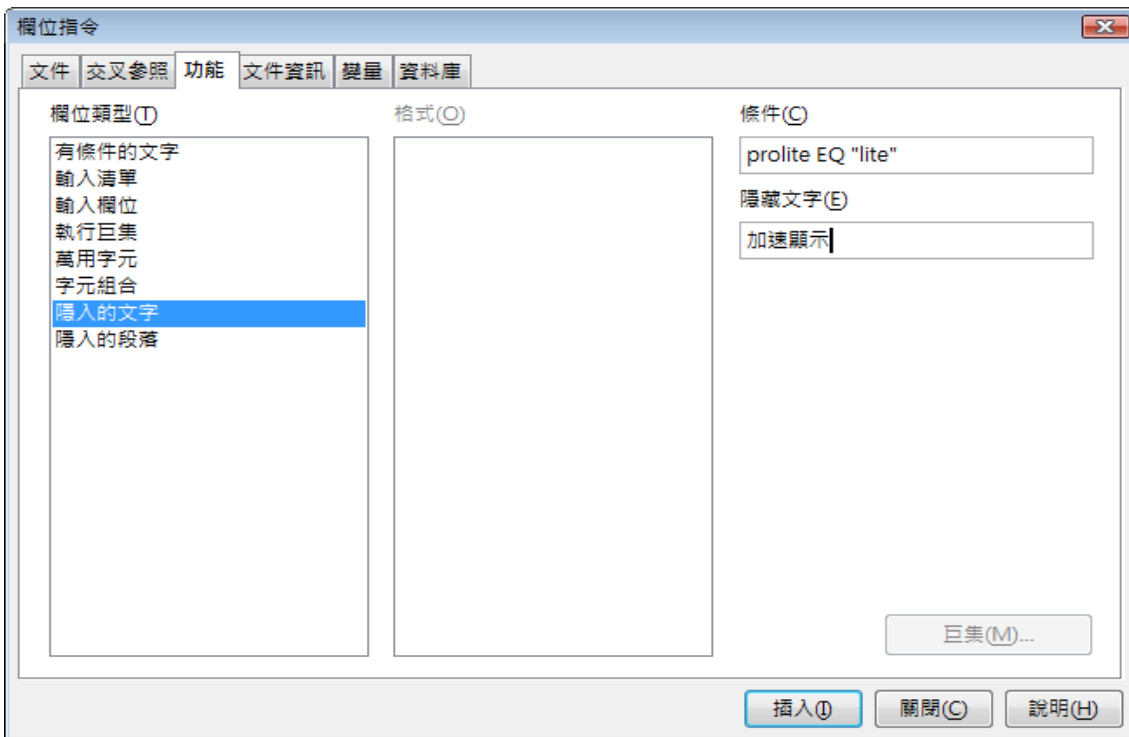 欄位指令
文件 交叉參照 功能 文件資訊 變量 資料庫
欄位類型(T)
有條件的文字
輸入清單
輸入欄位
執行巨集
萬用字元
字元組合
隱入的文字
隱入的段落
格式(O)
條件(C)
prolite EQ "lite"
隱藏文字(E)
加速顯示
巨集(M)...
插入(I) 關閉(C) 說明(H)